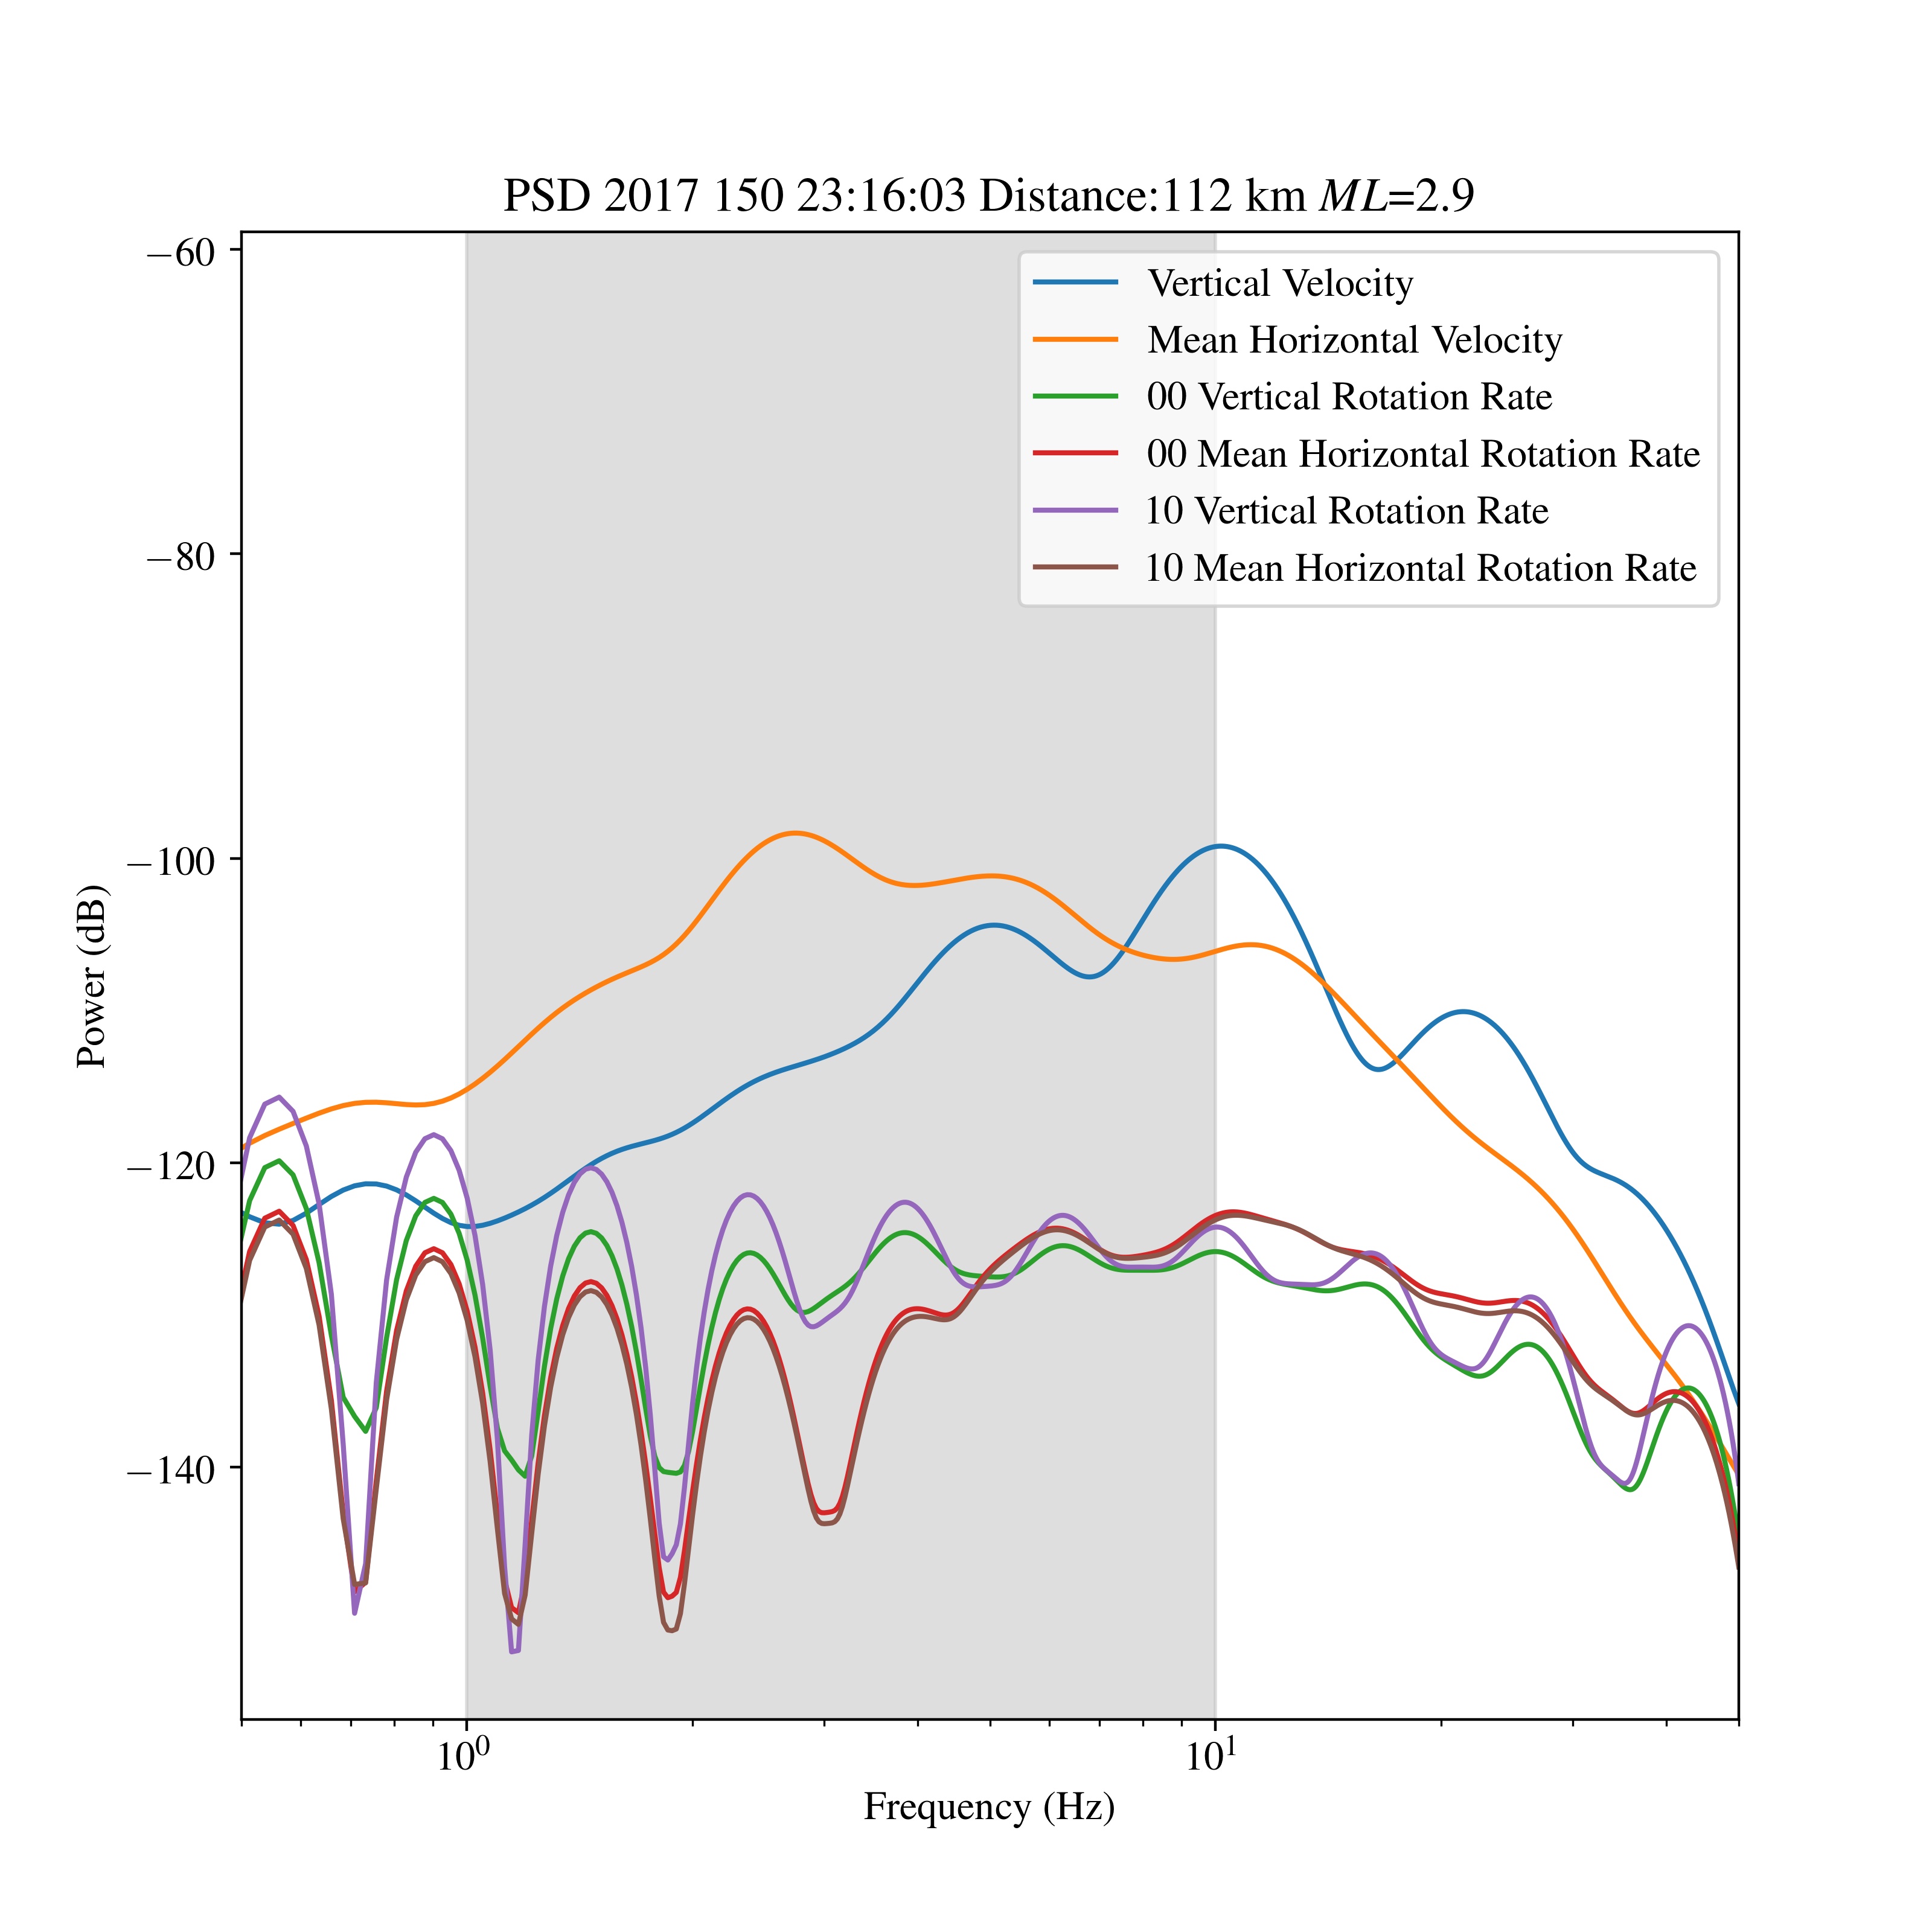 PSD 2017 150 23:16:03 Distance:112 km ML=2.9
−60
−80
−100
−120
−140
Power (dB)
Vertical Velocity
Mean Horizontal Velocity
00 Vertical Rotation Rate
00 Mean Horizontal Rotation Rate
10 Vertical Rotation Rate
10 Mean Horizontal Rotation Rate
10⁰ 10¹
Frequency (Hz)